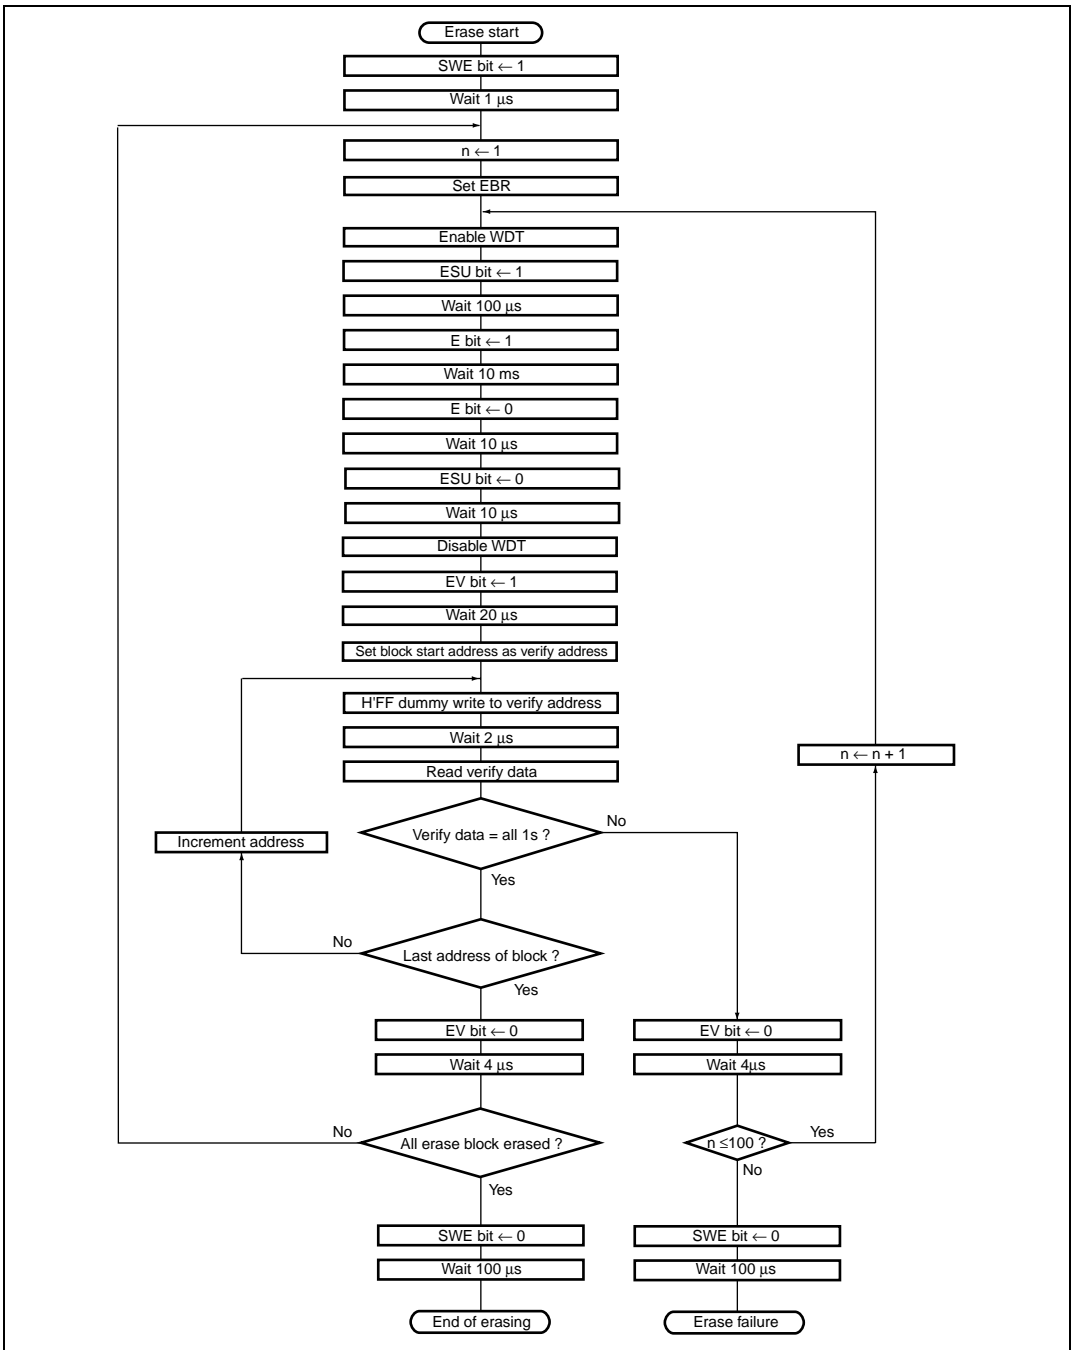 Erase start
SWE bit ← 1
Wait 1 µs
n ← 1
Set EBR
Enable WDT
ESU bit ← 1
Wait 100 µs
E bit ← 1
Wait 10 ms
E bit ← 0
Wait 10 µs
ESU bit ← 0
Wait 10 µs
Disable WDT
EV bit ← 1
Wait 20 µs
Set block start address as verify address
H'FF dummy write to verify address
Wait 2 µs
n ← n + 1
Read verify data
No
Verify data = all 1s ?
Increment address
Yes
No
Last address of block ?
Yes
EV bit ← 0
EV bit ← 0
Wait 4 µs
Wait 4µs
No
Yes
All erase block erased ?
n ≤100 ?
No
Yes
SWE bit ← 0
SWE bit ← 0
Wait 100 µs
Wait 100 µs
End of erasing
Erase failure